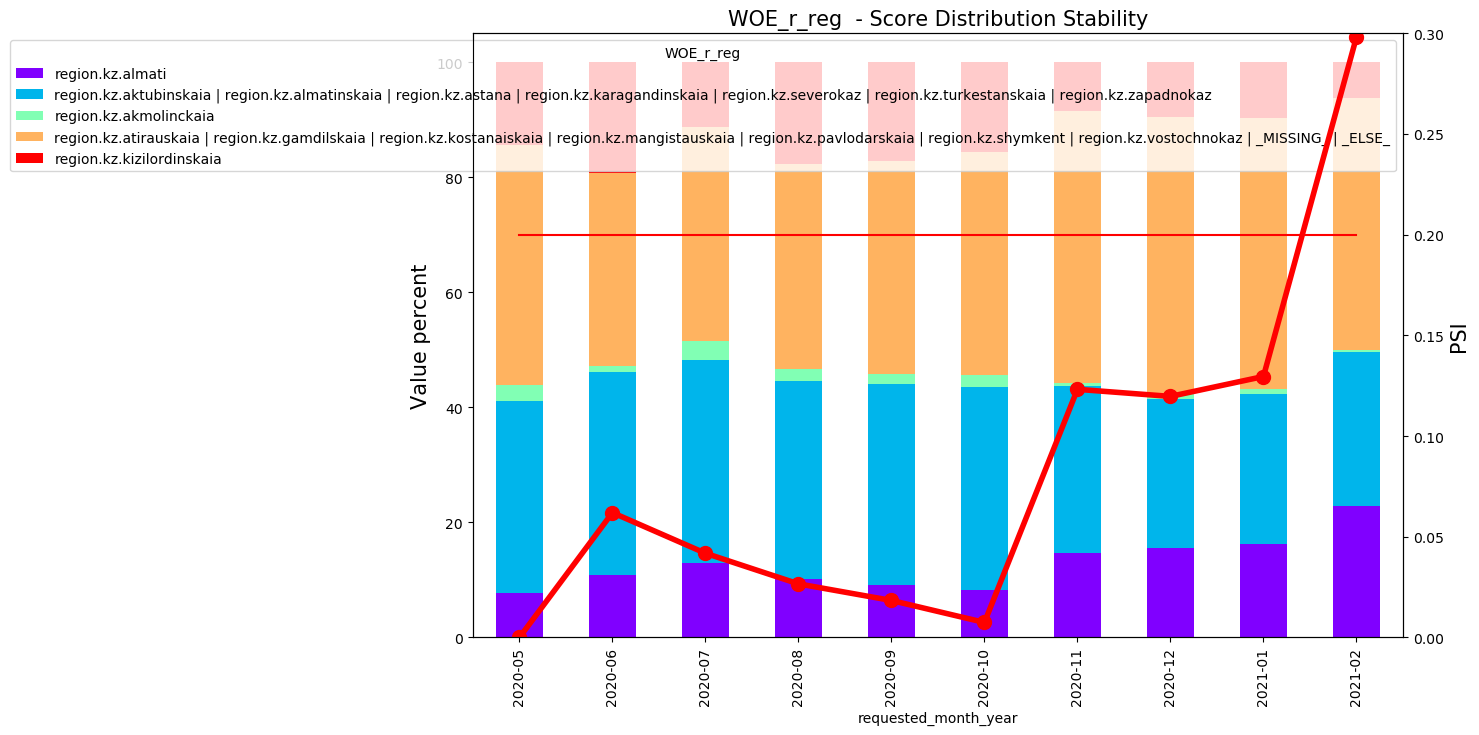 WOE_r_reg - Score Distribution Stability
WOE_r_reg
region.kz.almati
region.kz.aktubinskaia | region.kz.almatinskaia | region.kz.astana | region.kz.karagandinskaia | region.kz.severokaz | region.kz.turkestanskaia | region.kz.zapadnokaz
region.kz.akmolinckaia
region.kz.atirauskaia | region.kz.gamdilskaia | region.kz.kostanaiskaia | region.kz.mangistauskaia | region.kz.pavlodarskaia | region.kz.shymkent | region.kz.vostochnokaz | _MISSING_ | _ELSE_
region.kz.kizilordinskaia
Value percent
100
80
60
40
20
0
0.30
0.25
0.20
0.15
0.10
0.05
0.00
PSI
2020-05
2020-06
2020-07
2020-08
2020-09
2020-10
2020-11
2020-12
2021-01
2021-02
requested_month_year